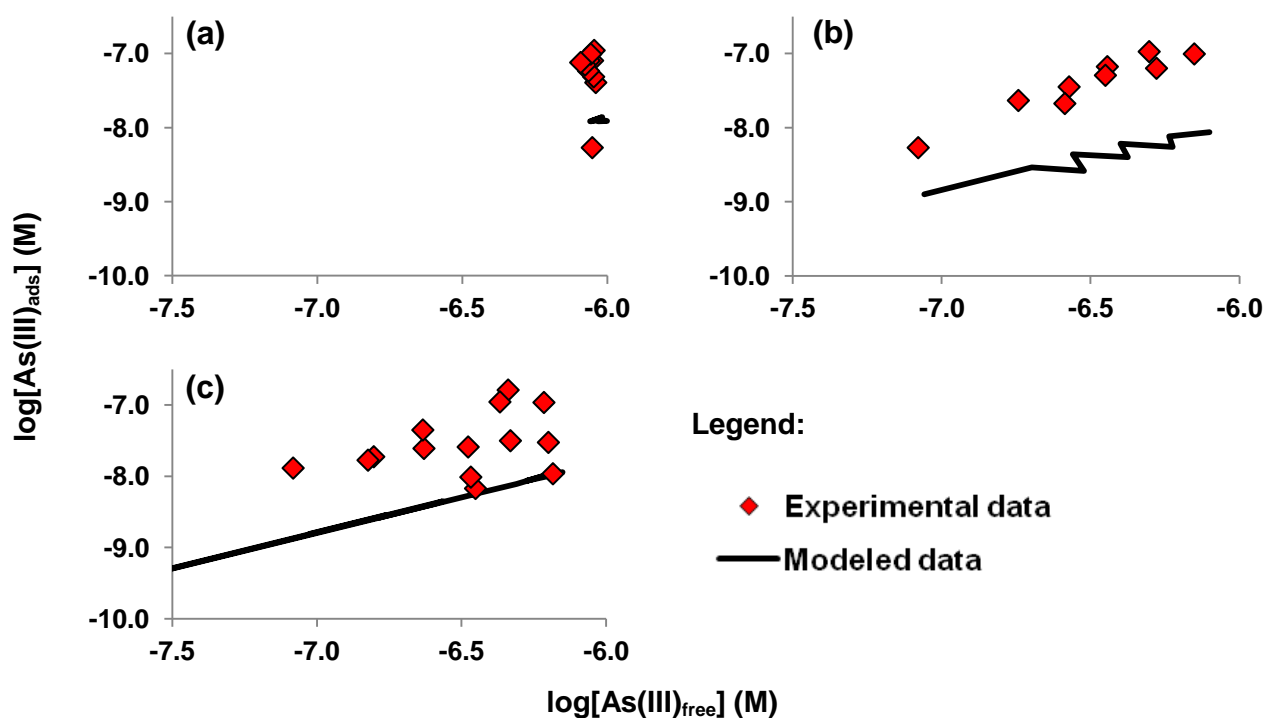 (a)
-7.0
-8.0
-9.0
-10.0
-7.5 -7.0 -6.5 -6.0
(b)
-7.0
-8.0
-9.0
-10.0
-7.5 -7.0 -6.5 -6.0
log[As(III)ads] (M)
(c)
-7.0
-8.0
-9.0
-10.0
-7.5 -7.0 -6.5 -6.0
Legend:
Experimental data
Modeled data
log[As(III)free] (M)